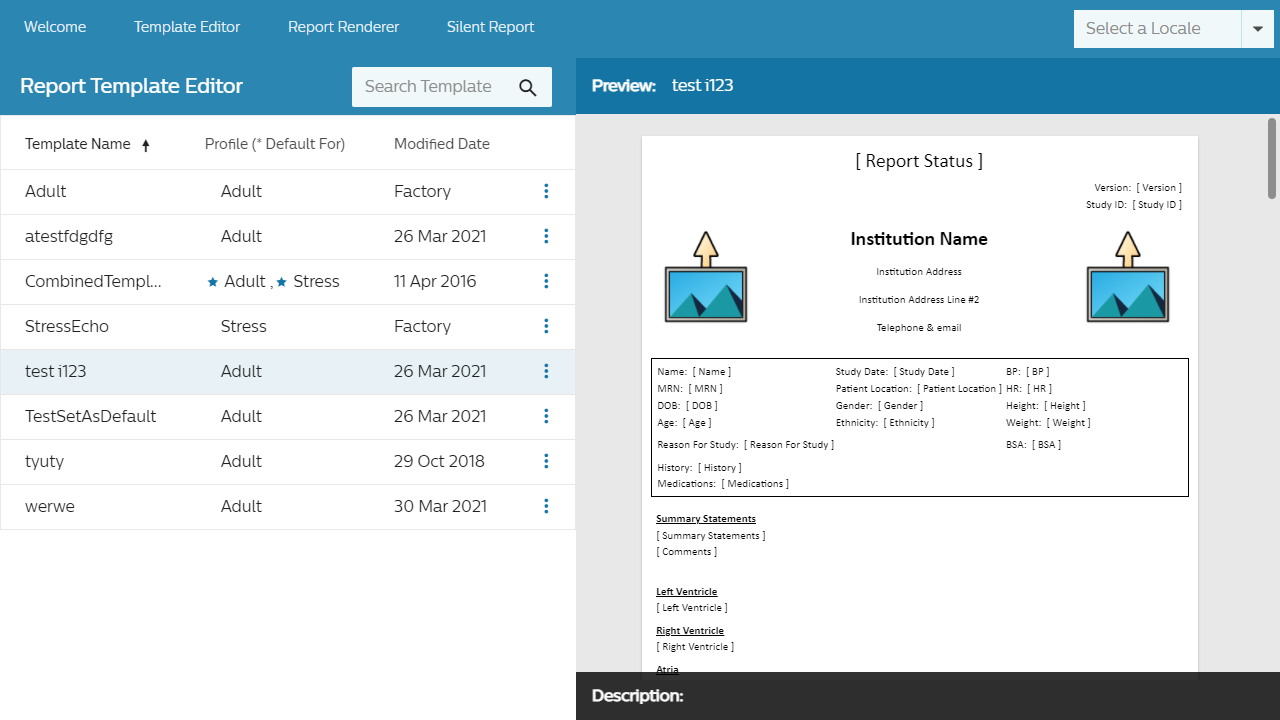 Welcome Template Editor Report Renderer Silent Report Select a Locale
Report Template Editor Search Template
Template Name Profile (* Default For) Modified Date
Adult Adult Factory
atestfdgdfg Adult 26 Mar 2021
CombinedTempl... Adult , Stress 11 Apr 2016
StressEcho Stress Factory
test i123 Adult 26 Mar 2021
TestSetAsDefault Adult 26 Mar 2021
tyuty Adult 29 Oct 2018
werwe Adult 30 Mar 2021
Preview: test i123
[ Report Status ]
Version: [ Version ]
Study ID: [ Study ID ]
Institution Name
Institution Address
Institution Address Line #2
Telephone & email
Name: [ Name ] Study Date: [ Study Date ] BP: [ BP ]
MRN: [ MRN ] Patient Location: [ Patient Location ] HR: [ HR ]
DOB: [ DOB ] Gender: [ Gender ] Height: [ Height ]
Age: [ Age ] Ethnicity: [ Ethnicity ] Weight: [ Weight ]
Reason For Study: [ Reason For Study ] BSA: [ BSA ]
History: [ History ]
Medications: [ Medications ]
Summary Statements
[ Summary Statements ]
[ Comments ]
Left Ventricle
[ Left Ventricle ]
Right Ventricle
[ Right Ventricle ]
Atria
Description: